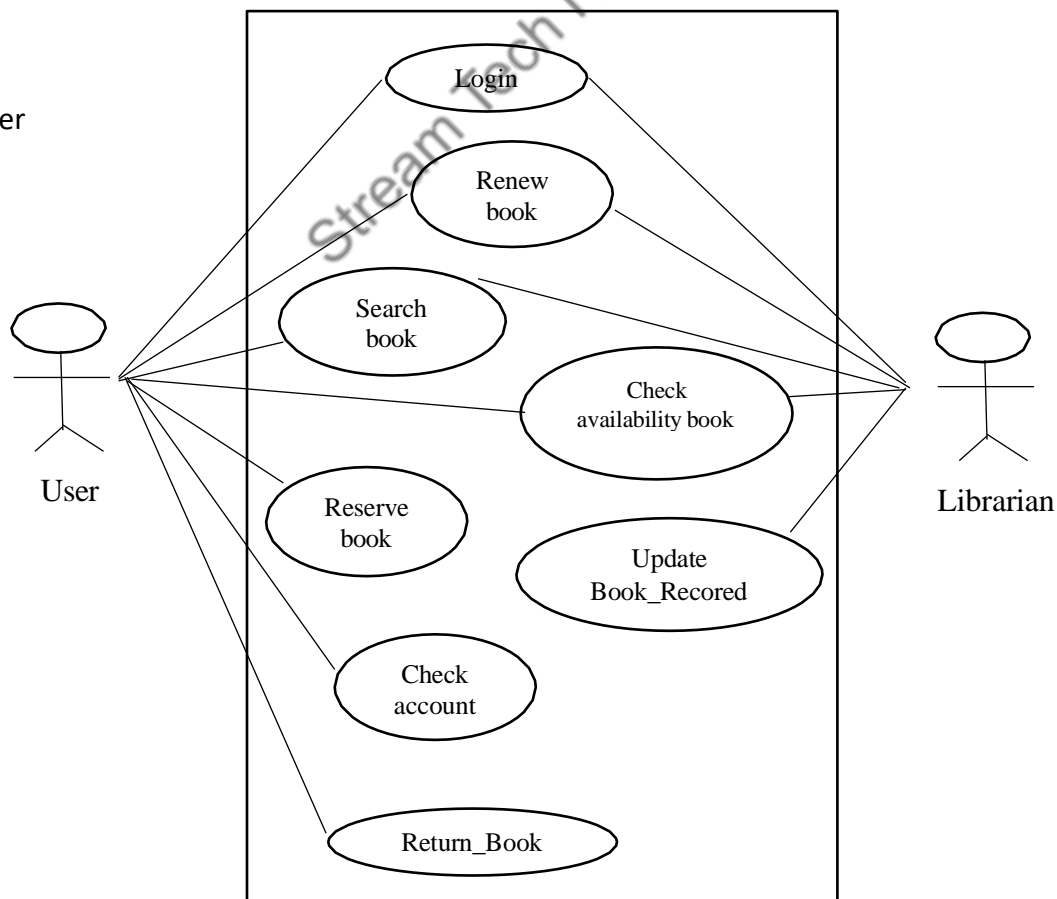 Stream Tech
er
Login
Renew
book
Search
book
Check
availability book
User
Librarian
Reserve
book
Update
Book_Recored
Check
account
Return_Book